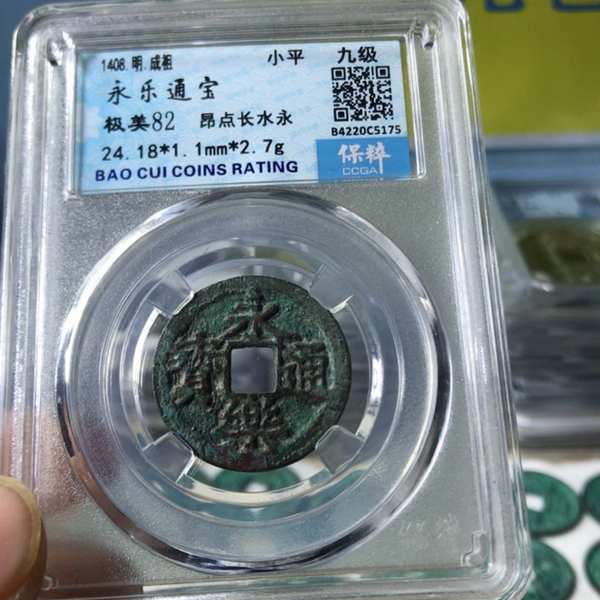 1408.明.成祖 小平 九级
永乐通宝
极美82 昂点长水永
B4220C5175
24.18*1.1mm*2.7g
保粹
CCGA
BAO CUI COINS RATING
永
寶 通
樂